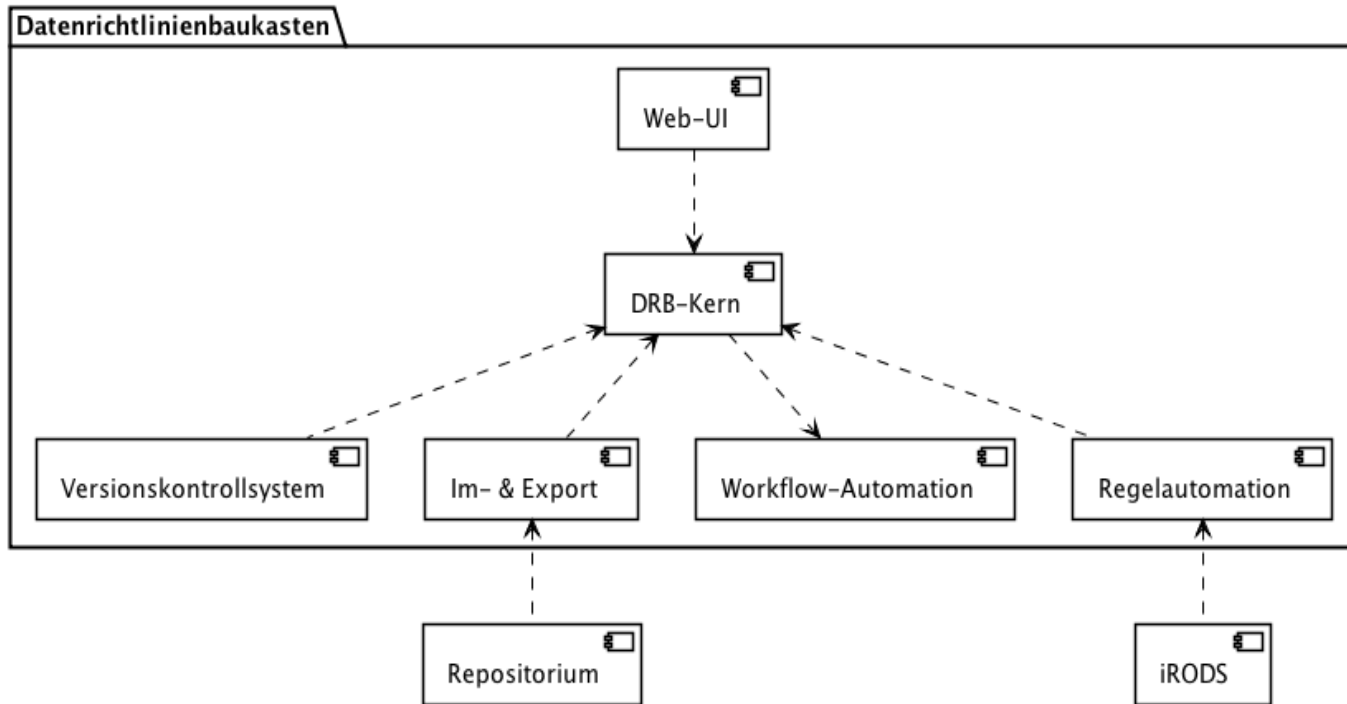 Datenrichtlinienbaukasten
Web-UI
DRB-Kern
Versionskontrollsystem
Im- & Export
Workflow-Automation
Regelautomation
Repositorium
iRODS